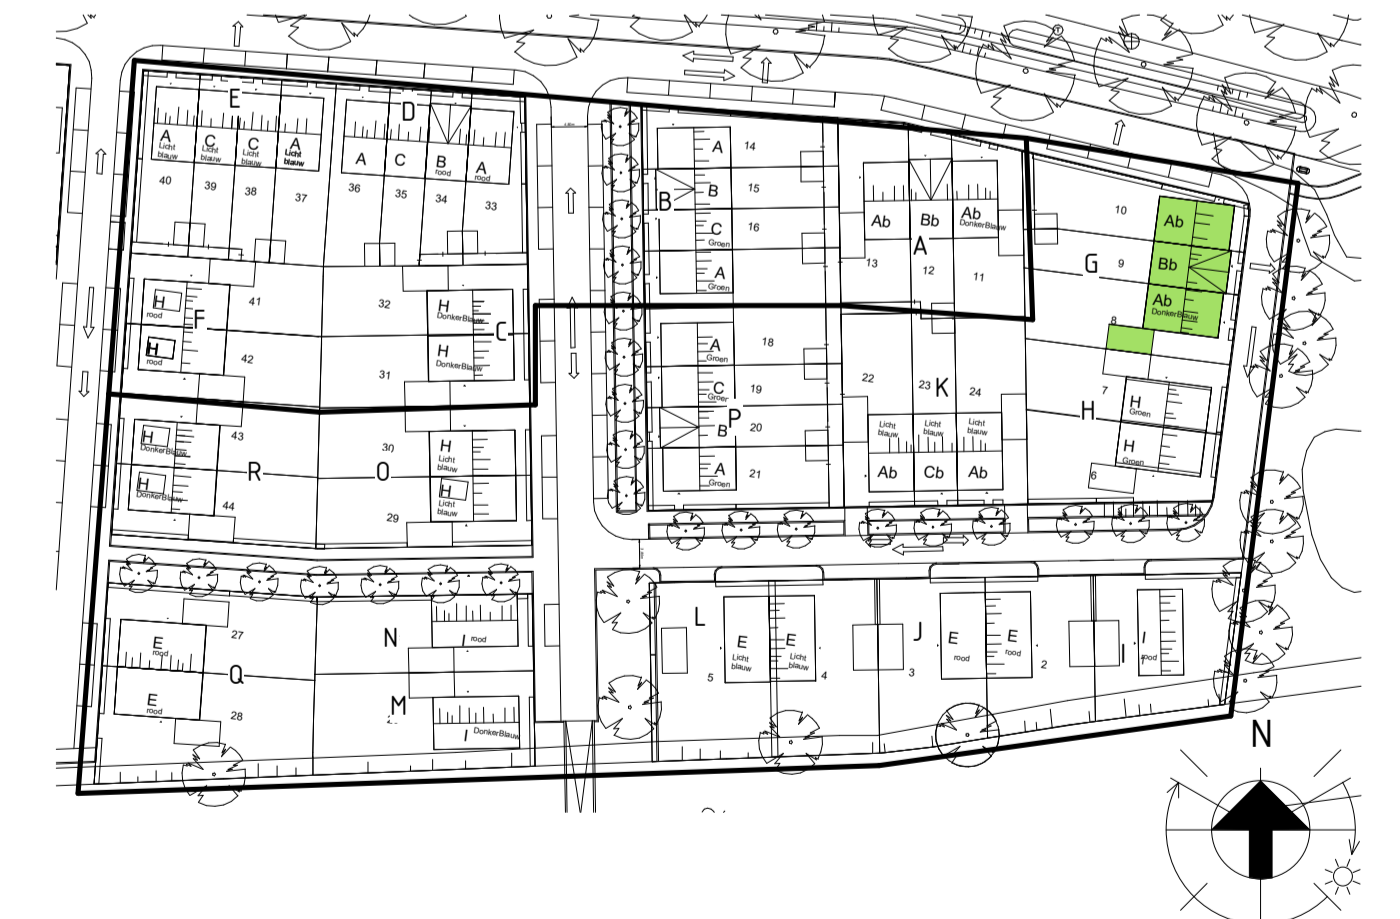 E
D
A
Licht
blauw
C
Licht
blauw
C
Licht
blauw
A
Licht
blauw
40
39
38
37
A
C
B
rood
A
rood
36
35
34
33
B
A
14
B
15
C
Groen
16
A
Groen
Ab
Bb
Ab
DonkerBlauw
A
13
12
11
10
G
9
8
Ab
Bb
Ab
DonkerBlauw
H
rood
F
H
rood
41
42
32
31
H
DonkerBlauw
C
H
DonkerBlauw
A
Groen
18
C
19
P
B
20
A
Groen
21
22
23
K
24
Licht
blauw
Licht
blauw
Licht
blauw
Ab
Cb
Ab
7
H
6
H
Groen
H
Groen
H
DonkerBlauw
H
DonkerBlauw
43
R
44
30
O
29
H
Licht
blauw
H
Licht
blauw
E
rood
27
Q
E
rood
28
N
I rood
M
I DonkerBlauw
L
5
E
Licht
blauw
E
Licht
blauw
4
J
3
E
rood
E
rood
2
I
I
rood
N